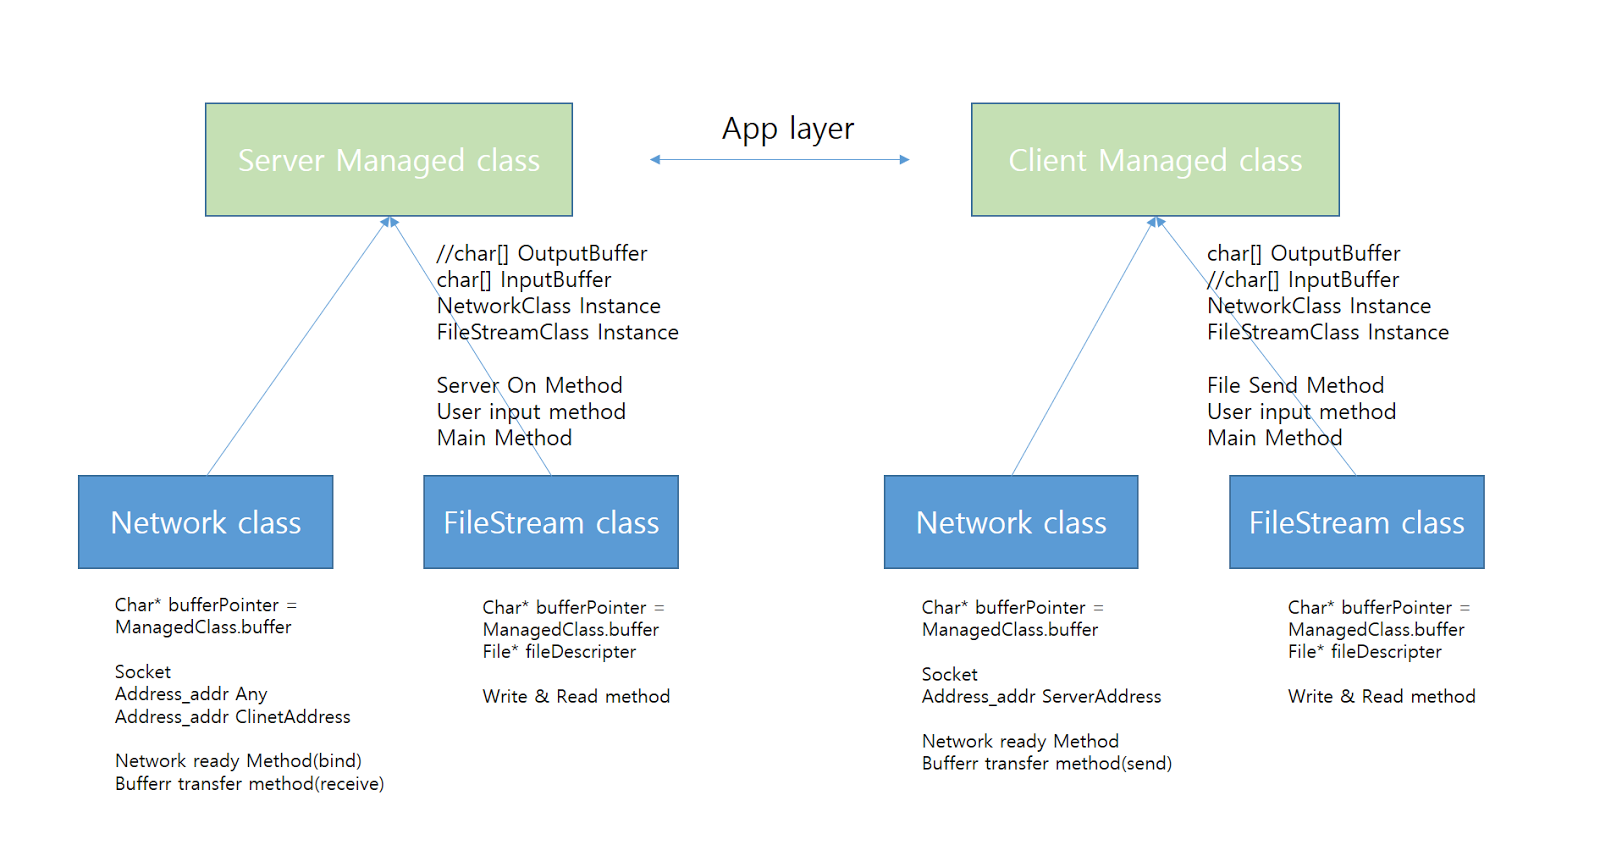 App layer
Server Managed class
Client Managed class
//char[] OutputBuffer
char[] InputBuffer
NetworkClass Instance
FileStreamClass Instance
Server On Method
User input method
Main Method
char[] OutputBuffer
//char[] InputBuffer
NetworkClass Instance
FileStreamClass Instance
File Send Method
User input method
Main Method
Network class
FileStream class
Network class
FileStream class
Char* bufferPointer =
ManagedClass.buffer
Socket
Address_addr Any
Address_addr ClinetAddress
Network ready Method(bind)
Bufferr transfer method(receive)
Char* bufferPointer =
ManagedClass.buffer
File* fileDescripter
Write & Read method
Char* bufferPointer =
ManagedClass.buffer
Socket
Address_addr ServerAddress
Network ready Method
Bufferr transfer method(send)
Char* bufferPointer =
ManagedClass.buffer
File* fileDescripter
Write & Read method